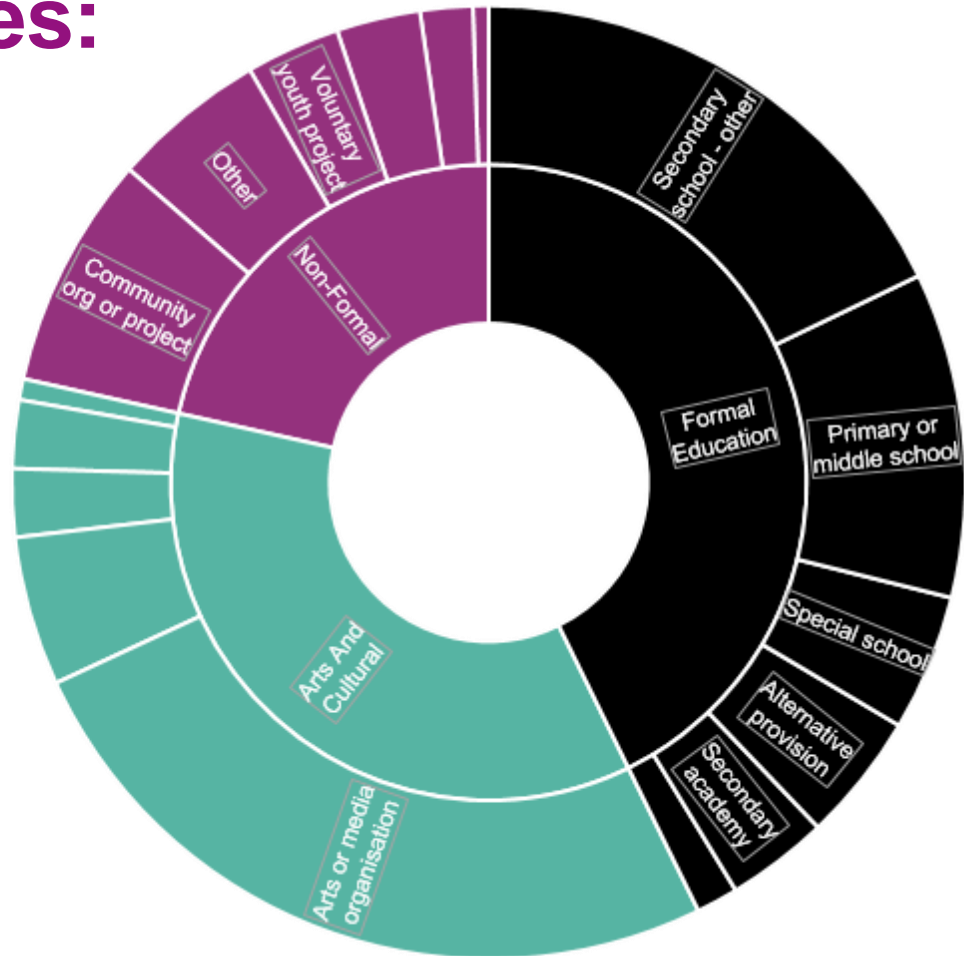 es:
Voluntary
youth project
Other
Community
org or project
Non-Formal
Secondary
school - other
Formal
Education
Primary or
middle school
Special school
Alternative
provision
Secondary
academy
Arts And
Cultural
Arts or media
organisation